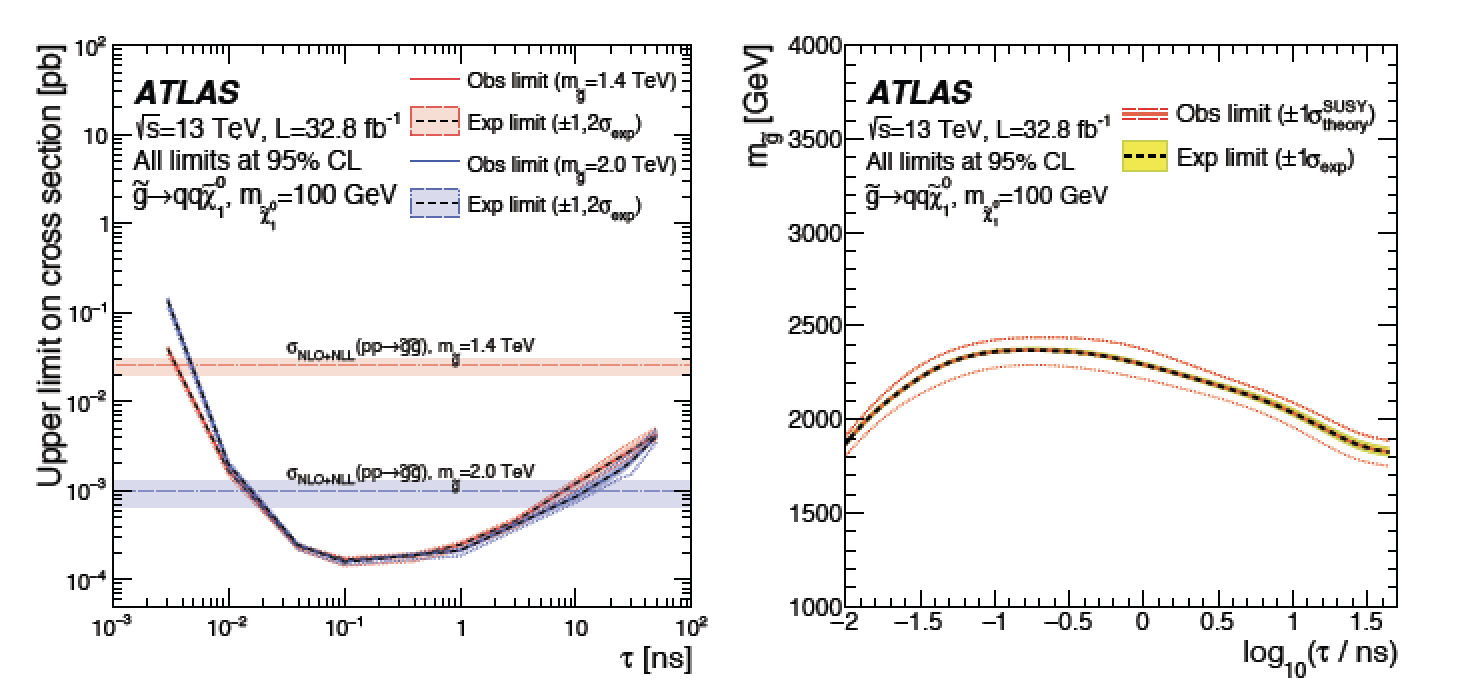 Upper limit on cross section [pb]
10²
10
1
10⁻¹
10⁻²
10⁻³
10⁻⁴
ATLAS
√s=13 TeV, L=32.8 fb⁻¹
All limits at 95% CL
g̃→qqχ̃₁⁰, m_χ̃₁⁰=100 GeV
Obs limit (m_g̃=1.4 TeV)
Exp limit (±1,2σ_exp)
Obs limit (m_g̃=2.0 TeV)
Exp limit (±1,2σ_exp)
σ_NLO+NLL(pp→g̃g̃), m_g̃=1.4 TeV
σ_NLO+NLL(pp→g̃g̃), m_g̃=2.0 TeV
10⁻³ 10⁻² 10⁻¹ 1 10 10²
τ [ns]
m_g̃ [GeV]
4000
3500
3000
2500
2000
1500
1000
ATLAS
√s=13 TeV, L=32.8 fb⁻¹
All limits at 95% CL
g̃→qqχ̃₁⁰, m_χ̃₁⁰=100 GeV
Obs limit (±1σ_theory^SUSY)
Exp limit (±1σ_exp)
−2 −1.5 −1 −0.5 0 0.5 1 1.5
log₁₀(τ / ns)